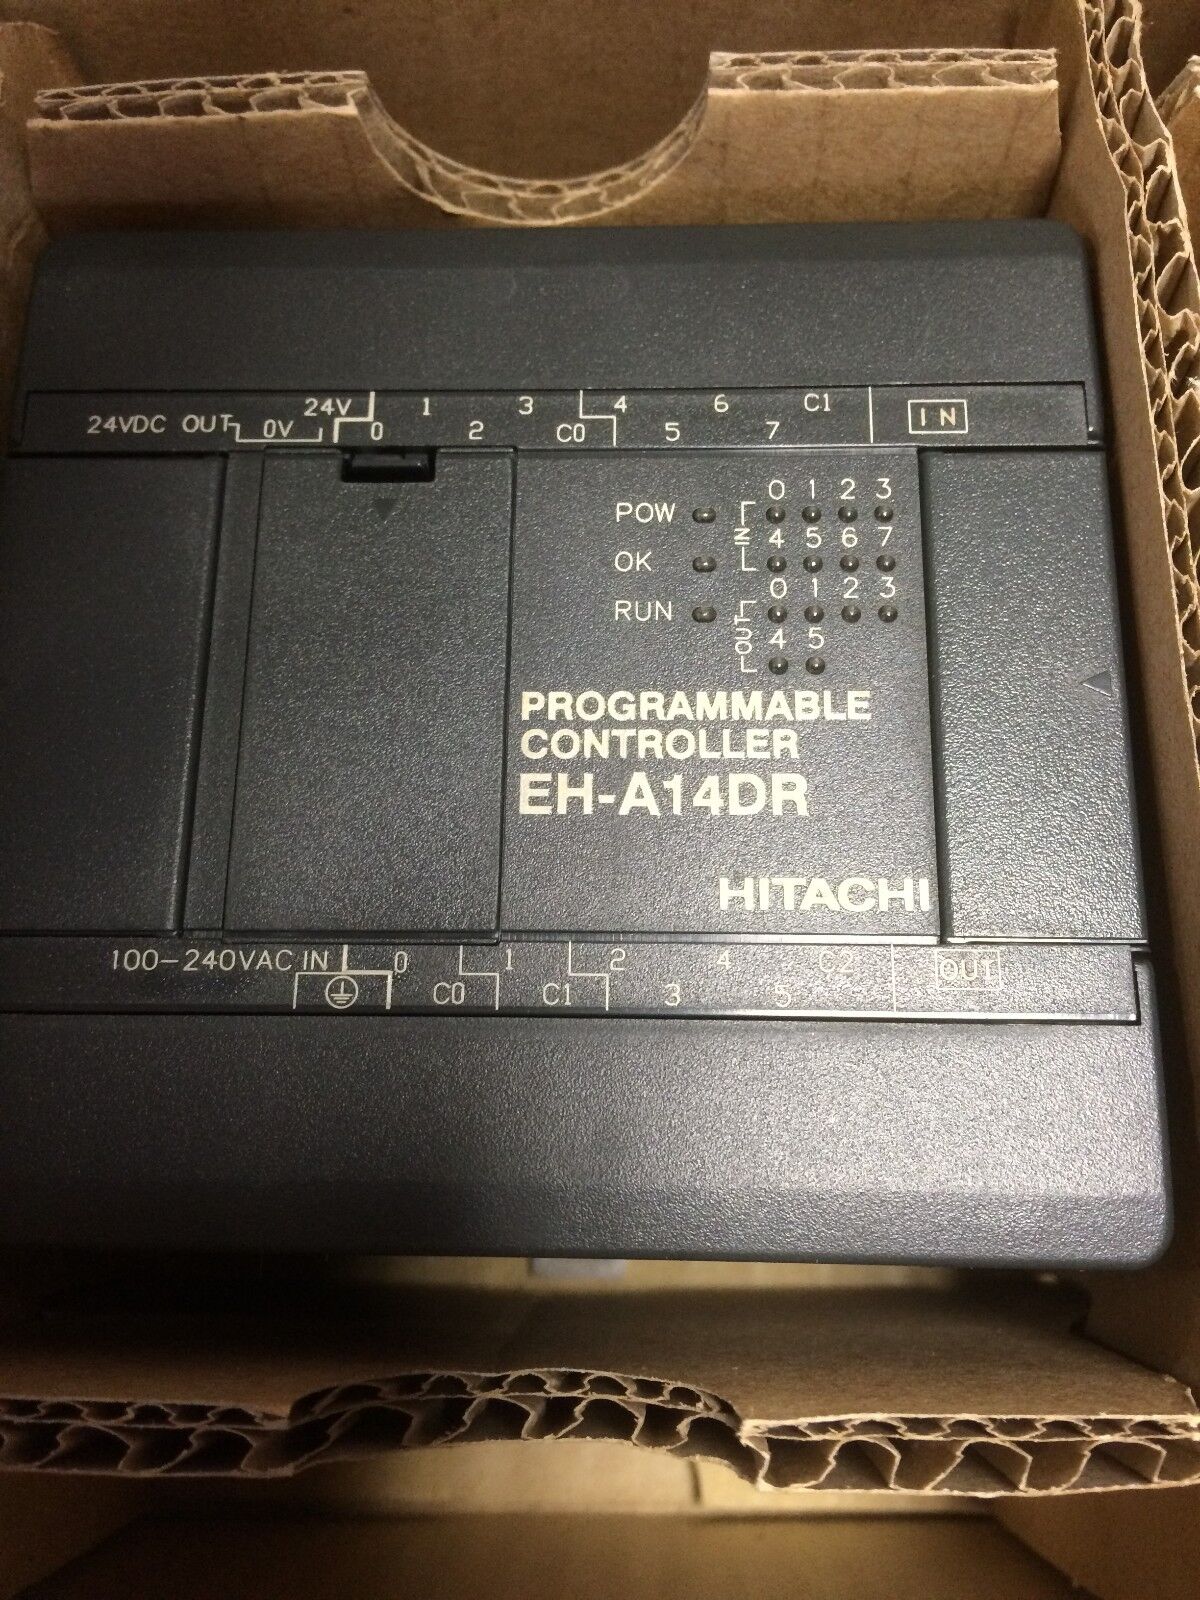 24V 1 3 4 6 C1 IN
24VDC OUT 0V 0 2 C0 5 7
0 1 2 3
POW
IN 4 5 6 7
OK
0 1 2 3
RUN
OUT 4 5
PROGRAMMABLE
CONTROLLER
EH-A14DR
HITACHI
100-240VAC IN 0 1 2 4 C2 OUT
C0 C1 3 5